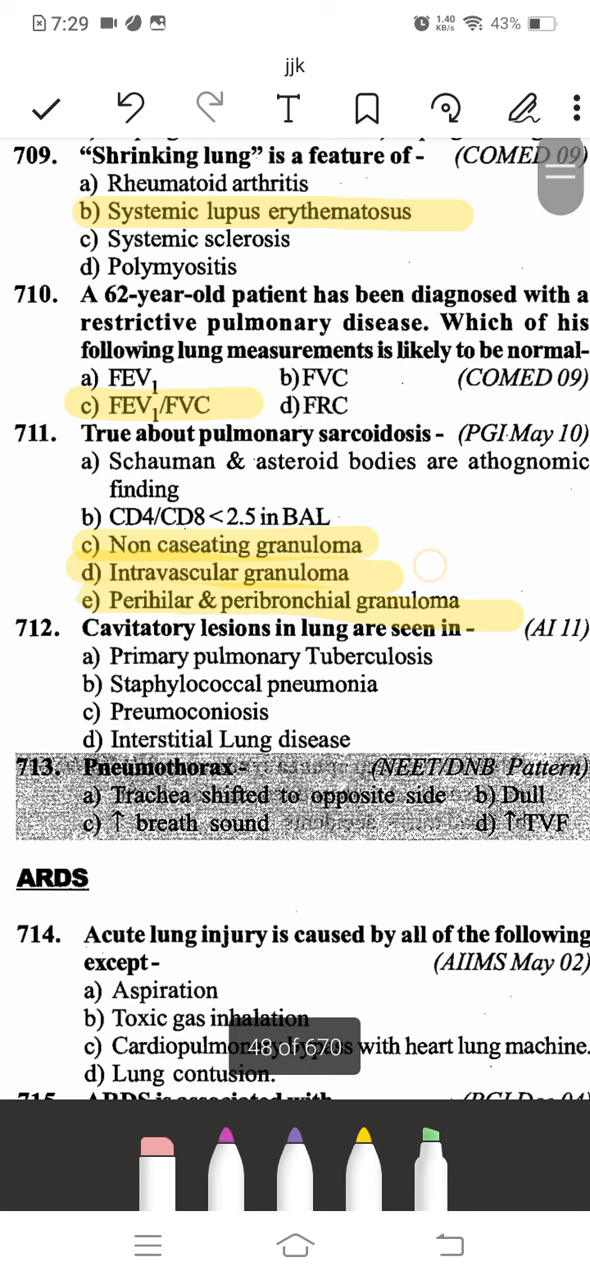 7:29
1.40 KB/s
43%
jjk
T
709. “Shrinking lung” is a feature of - (COMED 09)
a) Rheumatoid arthritis
b) Systemic lupus erythematosus
c) Systemic sclerosis
d) Polymyositis
710. A 62-year-old patient has been diagnosed with a
restrictive pulmonary disease. Which of his
following lung measurements is likely to be normal-
a) FEV1 b) FVC (COMED 09)
c) FEV1/FVC d) FRC
711. True about pulmonary sarcoidosis - (PGI May 10)
a) Schauman & asteroid bodies are athognomic
finding
b) CD4/CD8 < 2.5 in BAL
c) Non caseating granuloma
d) Intravascular granuloma
e) Perihilar & peribronchial granuloma
712. Cavitatory lesions in lung are seen in - (AI 11)
a) Primary pulmonary Tuberculosis
b) Staphylococcal pneumonia
c) Preumoconiosis
d) Interstitial Lung disease
713. Pneumothorax - (NEET/DNB Pattern)
a) Trachea shifted to opposite side b) Dull
c) ↑ breath sound d) ↑ TVF
ARDS
714. Acute lung injury is caused by all of the following
except - (AIIMS May 02)
a) Aspiration
b) Toxic gas inhalation
c) Cardiopulmo with heart lung machine.
48 of 670
d) Lung contusion.